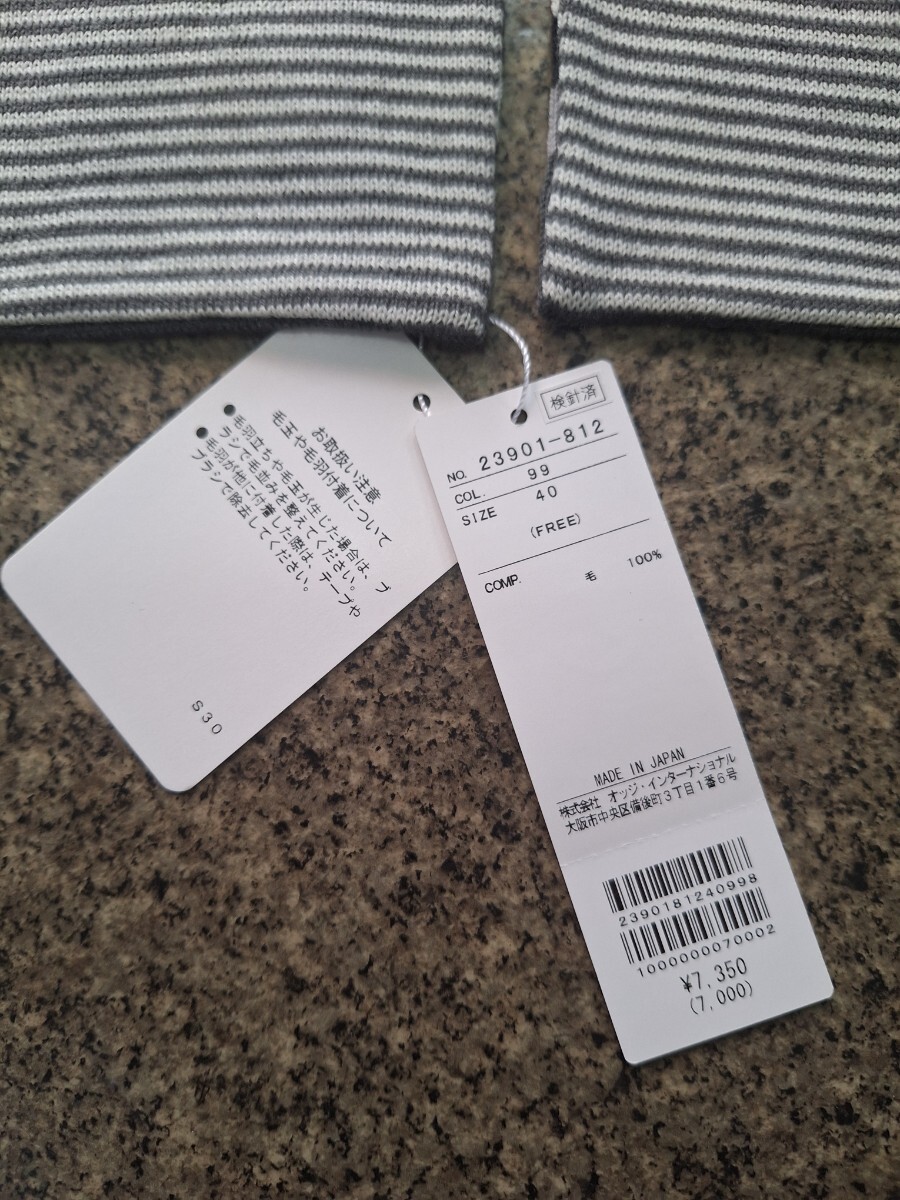 お取扱い注意
毛玉や毛羽付着について
●毛羽立ちや毛玉が生じた場合は、ブ
ラシで毛並みを整えてください。
●毛羽が他に付着した際は、テープや
ブラシで除去してください。
S30
検針済
NO. 23901-812
COL. 99
SIZE 40
(FREE)
COMP. 毛 100%
MADE IN JAPAN
株式会社 オッジ・インターナショナル
大阪市中央区備後町3丁目1番6号
2390181240998
1000000070002
¥7,350
(7,000)